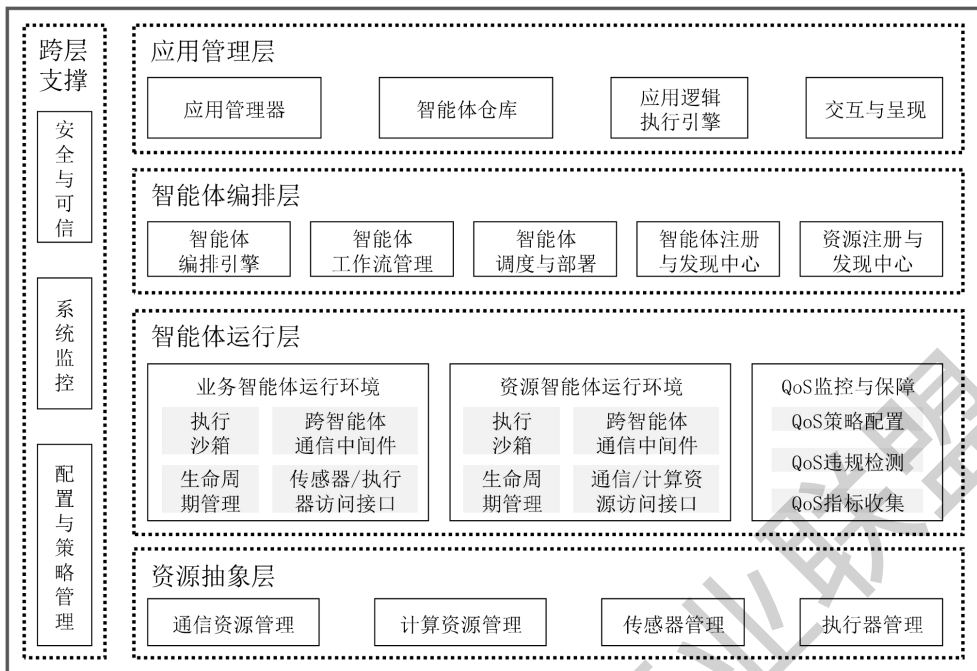 跨层
支撑
安
全
与
可
信
系
统
监
控
配
置
与
策
略
管
理
应用管理层
应用管理器
智能体仓库
应用逻辑
执行引擎
交互与呈现
智能体编排层
智能体
编排引擎
智能体
工作流管理
智能体
调度与部署
智能体注册
与发现中心
资源注册与
发现中心
智能体运行层
业务智能体运行环境
执行
沙箱
跨智能体
通信中间件
生命周
期管理
传感器/执行
器访问接口
资源智能体运行环境
执行
沙箱
跨智能体
通信中间件
生命周
期管理
通信/计算资
源访问接口
QoS监控与保障
QoS策略配置
QoS违规检测
QoS指标收集
资源抽象层
通信资源管理
计算资源管理
传感器管理
执行器管理
业联盟